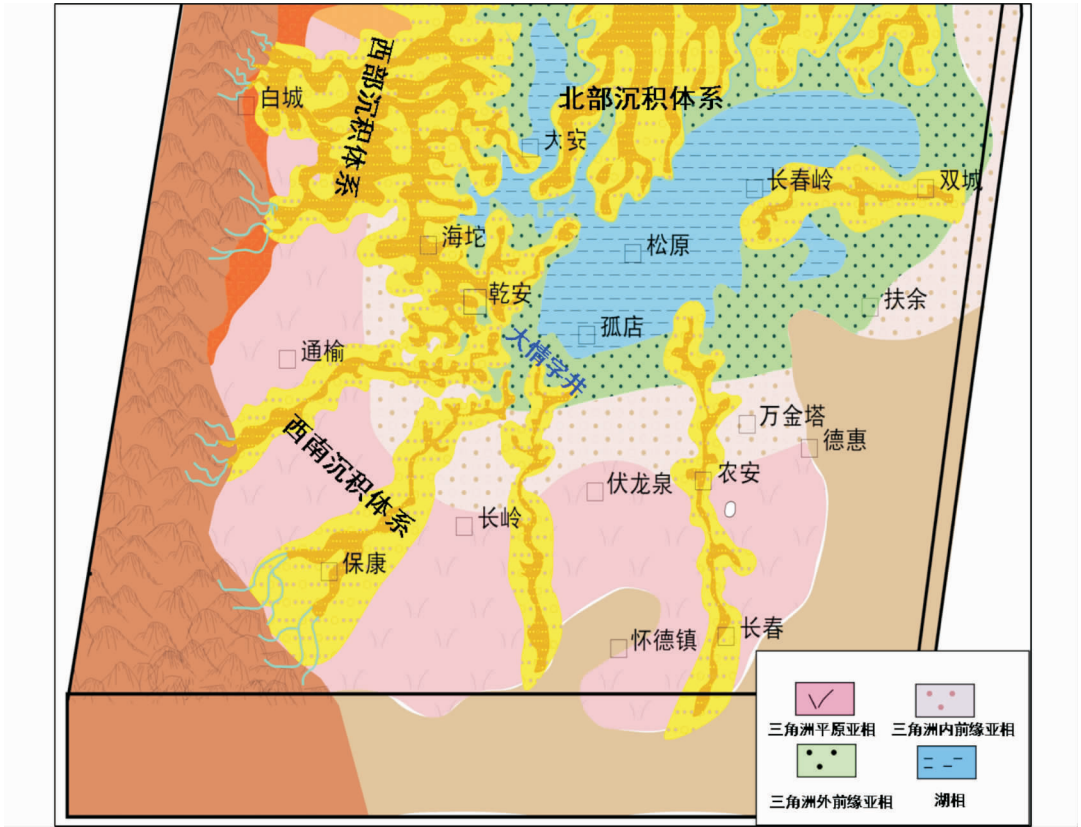 西部沉积体系
北部沉积体系
白城
大安
长春岭
双城
海坨
松原
乾安
扶余
孤店
大情字井
通榆
万金塔
德惠
西南沉积体系
伏龙泉
农安
长岭
保康
怀德镇
长春
三角洲平原亚相
三角洲内前缘亚相
三角洲外前缘亚相
湖相